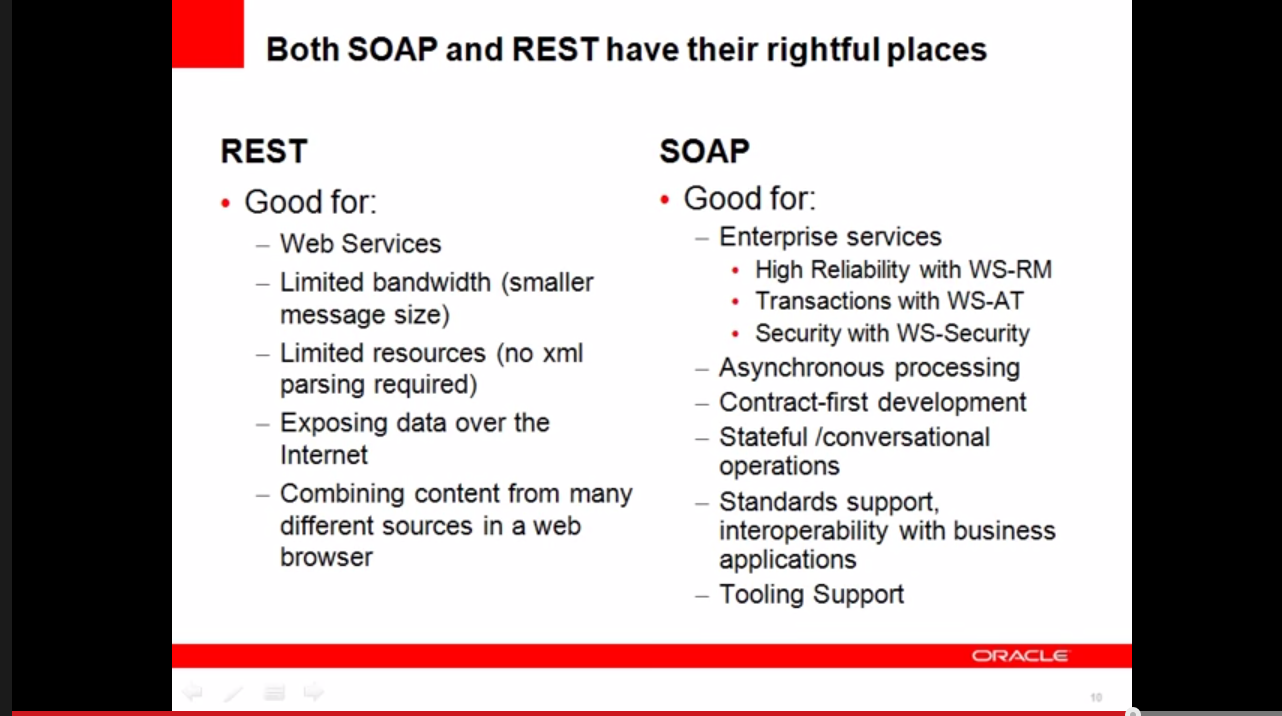 Both SOAP and REST have their rightful places
REST
• Good for:
– Web Services
– Limited bandwidth (smaller
message size)
– Limited resources (no xml
parsing required)
– Exposing data over the
Internet
– Combining content from many
different sources in a web
browser
SOAP
• Good for:
– Enterprise services
• High Reliability with WS-RM
• Transactions with WS-AT
• Security with WS-Security
– Asynchronous processing
– Contract-first development
– Stateful /conversational
operations
– Standards support,
interoperability with business
applications
– Tooling Support
ORACLE
10